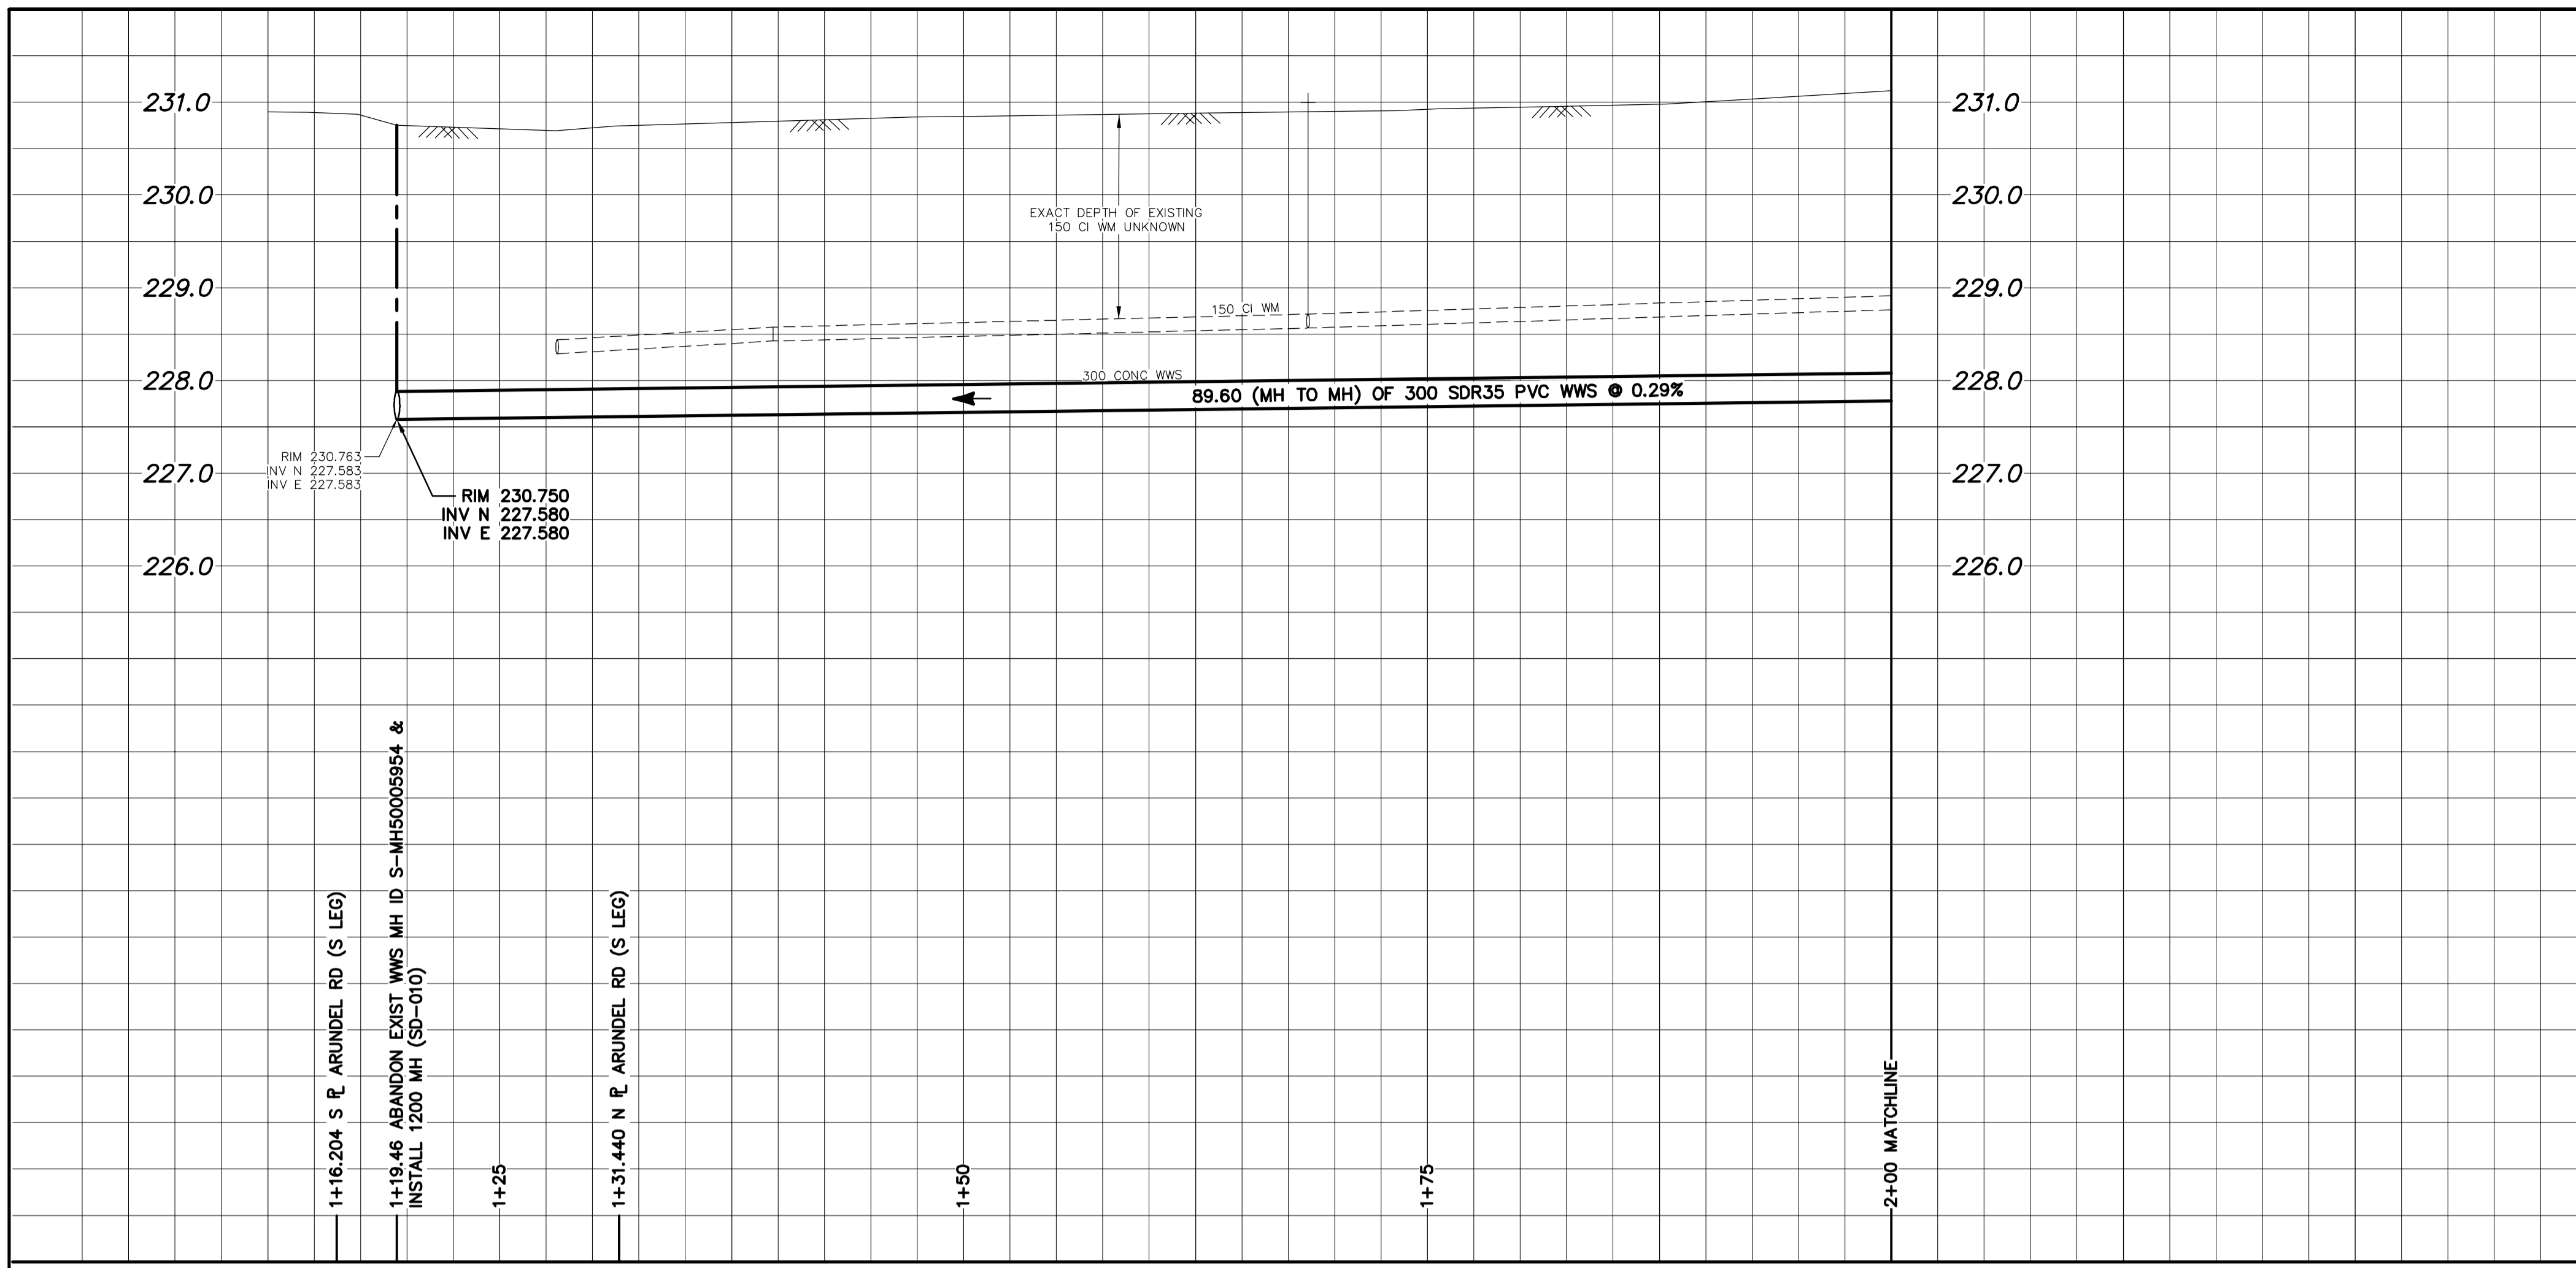 231.0
231.0
230.0
230.0
EXACT DEPTH OF EXISTING
150 CI WM UNKNOWN
229.0
229.0
150 CI WM
228.0
228.0
300 CONC WWS
89.60 (MH TO MH) OF 300 SDR35 PVC WWS @ 0.29%
RIM 230.763
INV N 227.583
INV E 227.583
227.0
227.0
RIM 230.750
INV N 227.580
INV E 227.580
226.0
226.0
1+16.204 S PL ARUNDEL RD (S LEG)
1+19.46 ABANDON EXIST WWS MH ID S-MH50005954 &
INSTALL 1200 MH (SD-010)
1+25
1+31.440 N PL ARUNDEL RD (S LEG)
1+50
1+75
2+00 MATCHLINE